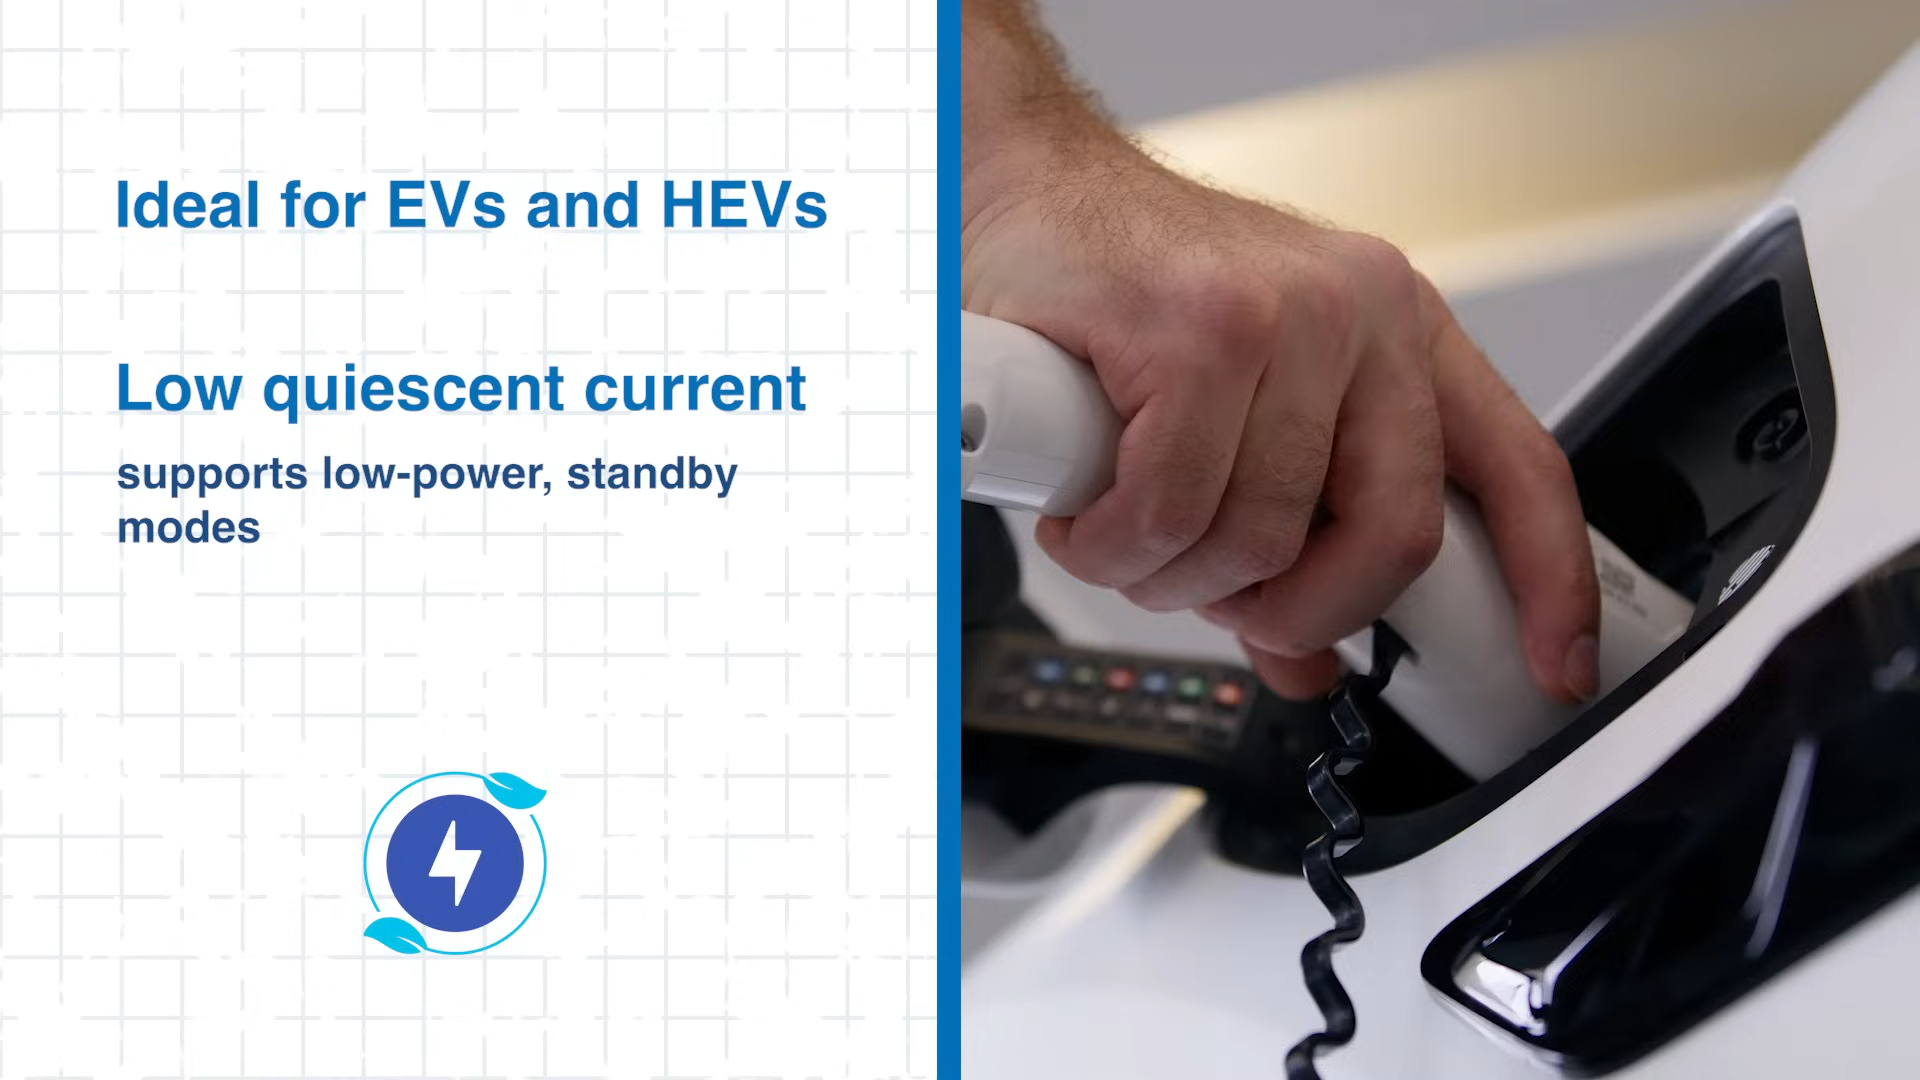 Ideal for EVs and HEVs
Low quiescent current
supports low-power, standby
modes